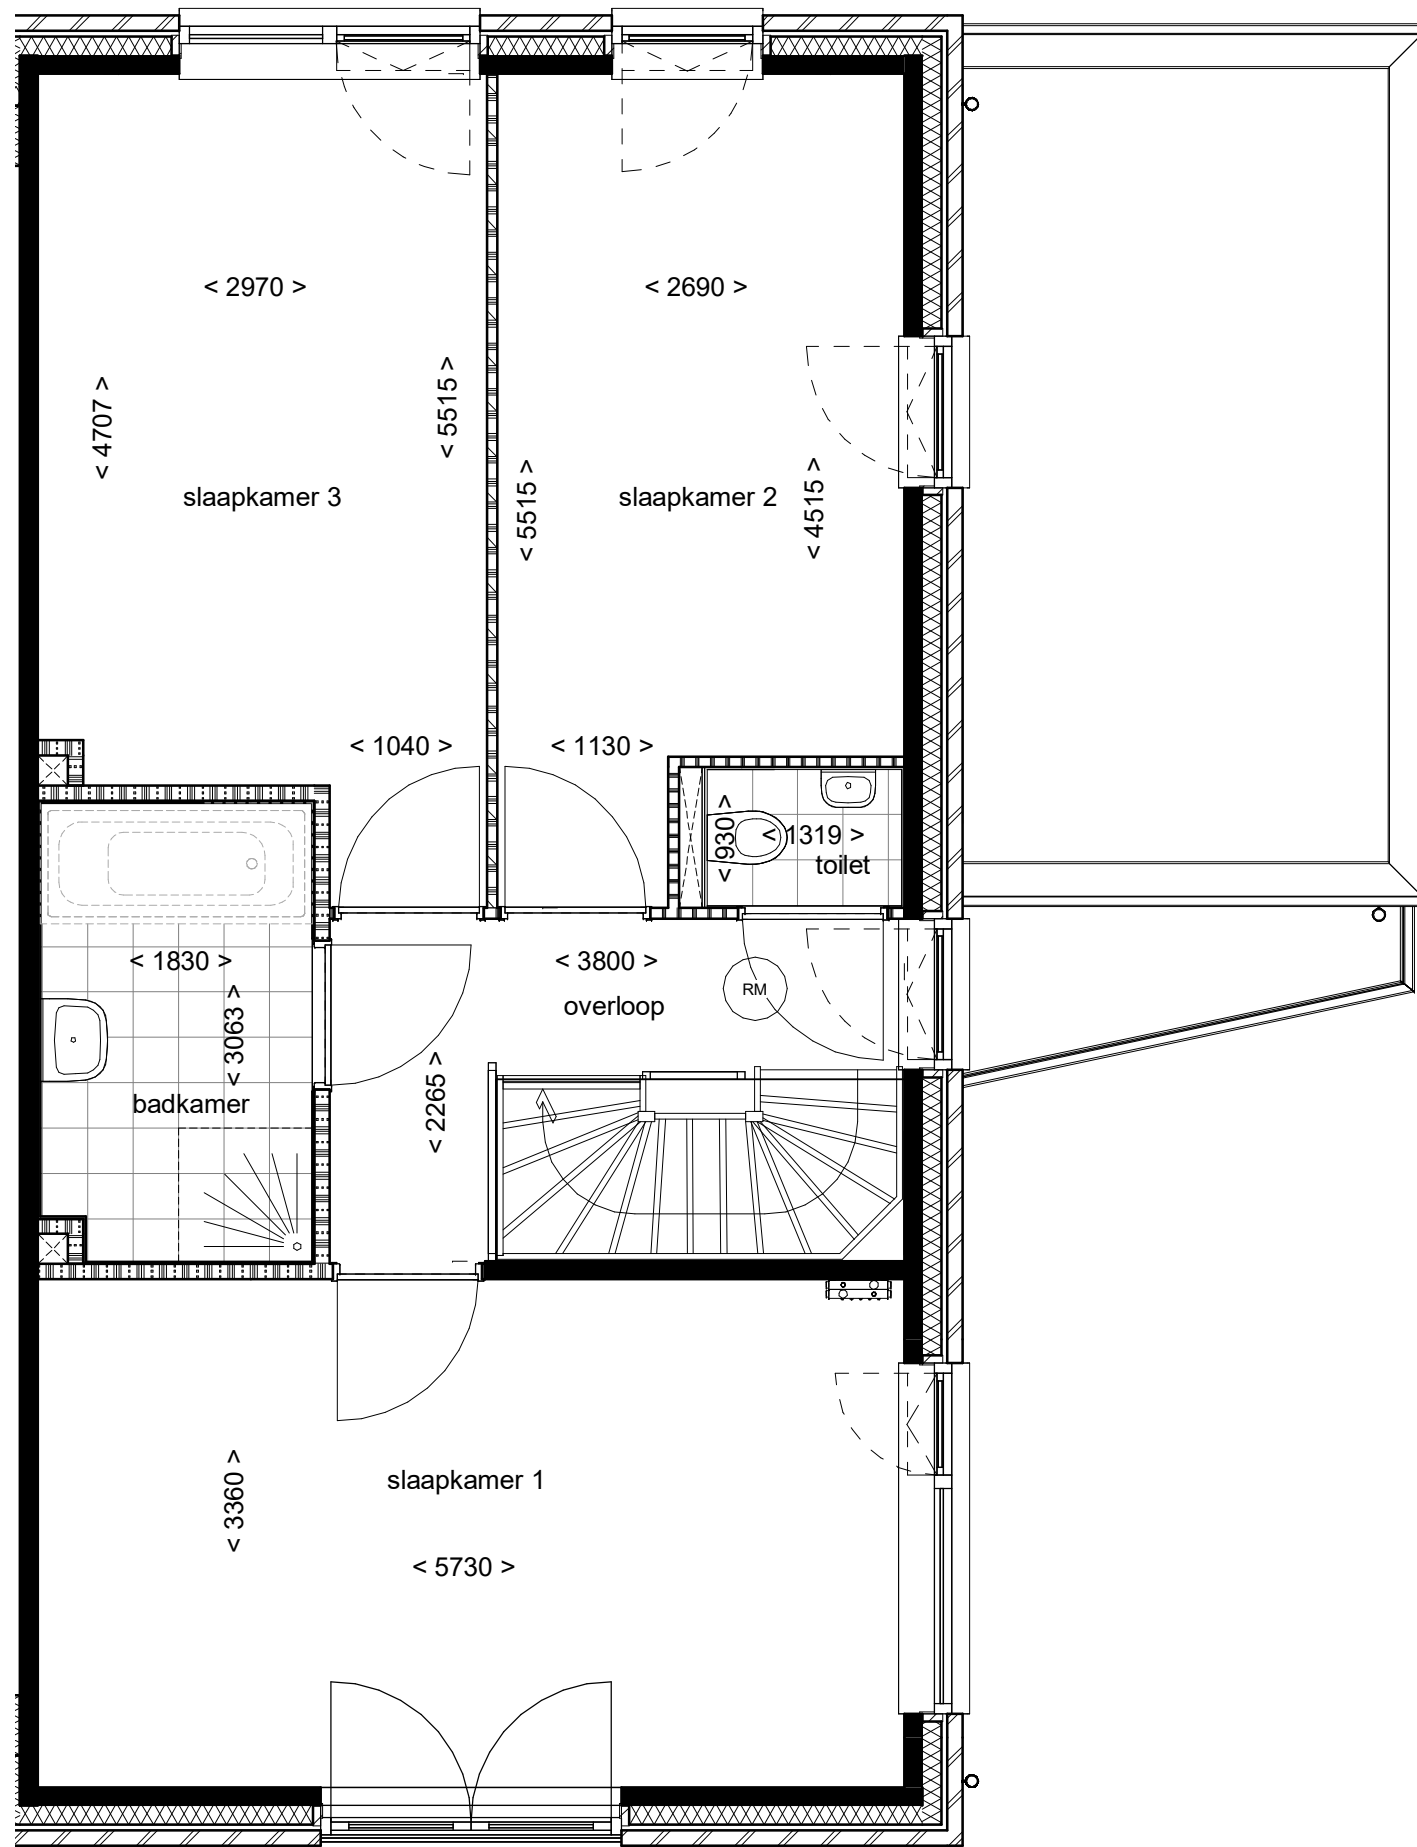 < 2970 >
< 2690 >
< 4707 >
< 5515 >
slaapkamer 3
< 5515 >
slaapkamer 2
< 4515 >
< 1040 >
< 1130 >
< 930 >
< 1319 >
toilet
< 1830 >
< 3063 >
badkamer
< 3800 >
overloop
RM
< 2265 >
< 3360 >
slaapkamer 1
< 5730 >